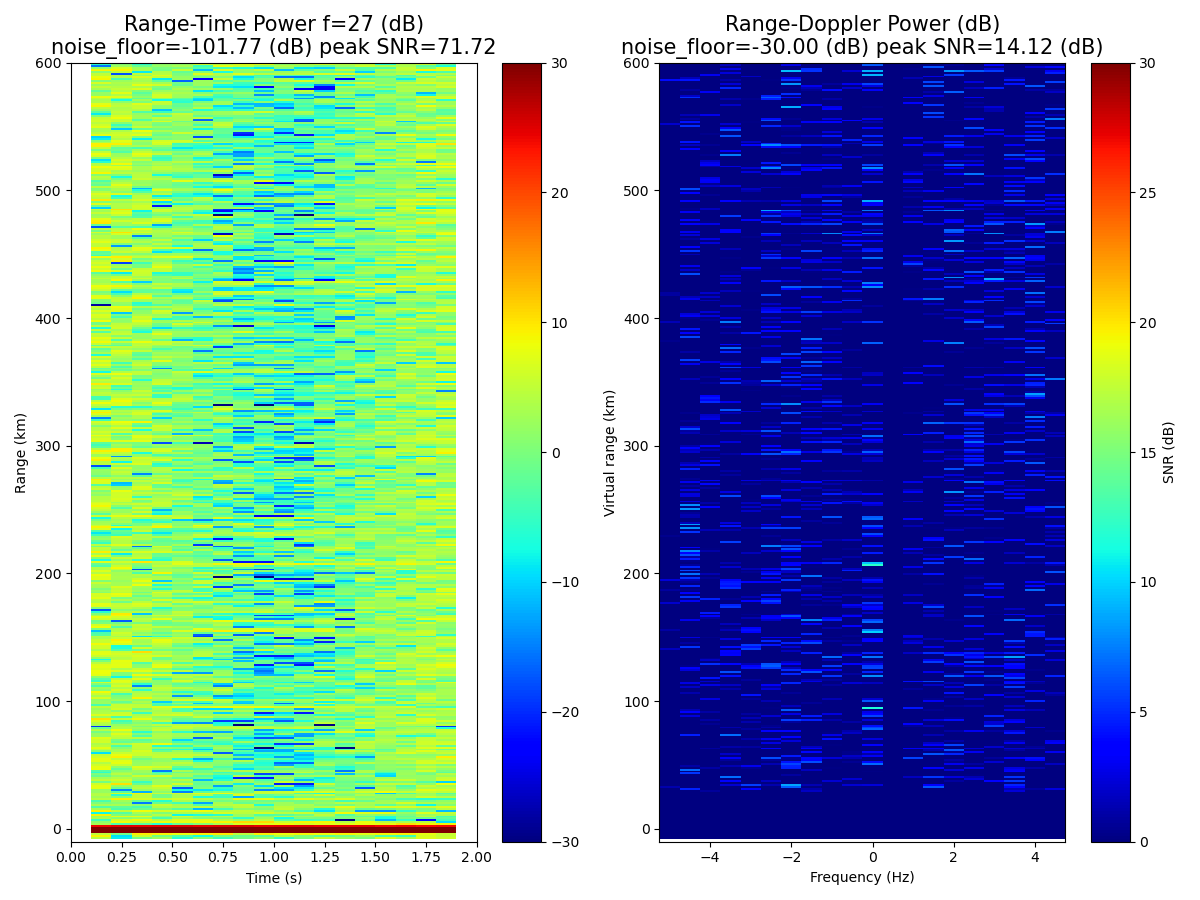 Range-Time Power f=27 (dB)
noise_floor=-101.77 (dB) peak SNR=71.72
Range-Doppler Power (dB)
noise_floor=-30.00 (dB) peak SNR=14.12 (dB)
Range (km)
600
500
400
300
200
100
0
0.00 0.25 0.50 0.75 1.00 1.25 1.50 1.75 2.00
Time (s)
30
20
10
0
−10
−20
−30
Virtual range (km)
600
500
400
300
200
100
0
−4 −2 0 2 4
Frequency (Hz)
30
25
20
15
10
5
0
SNR (dB)